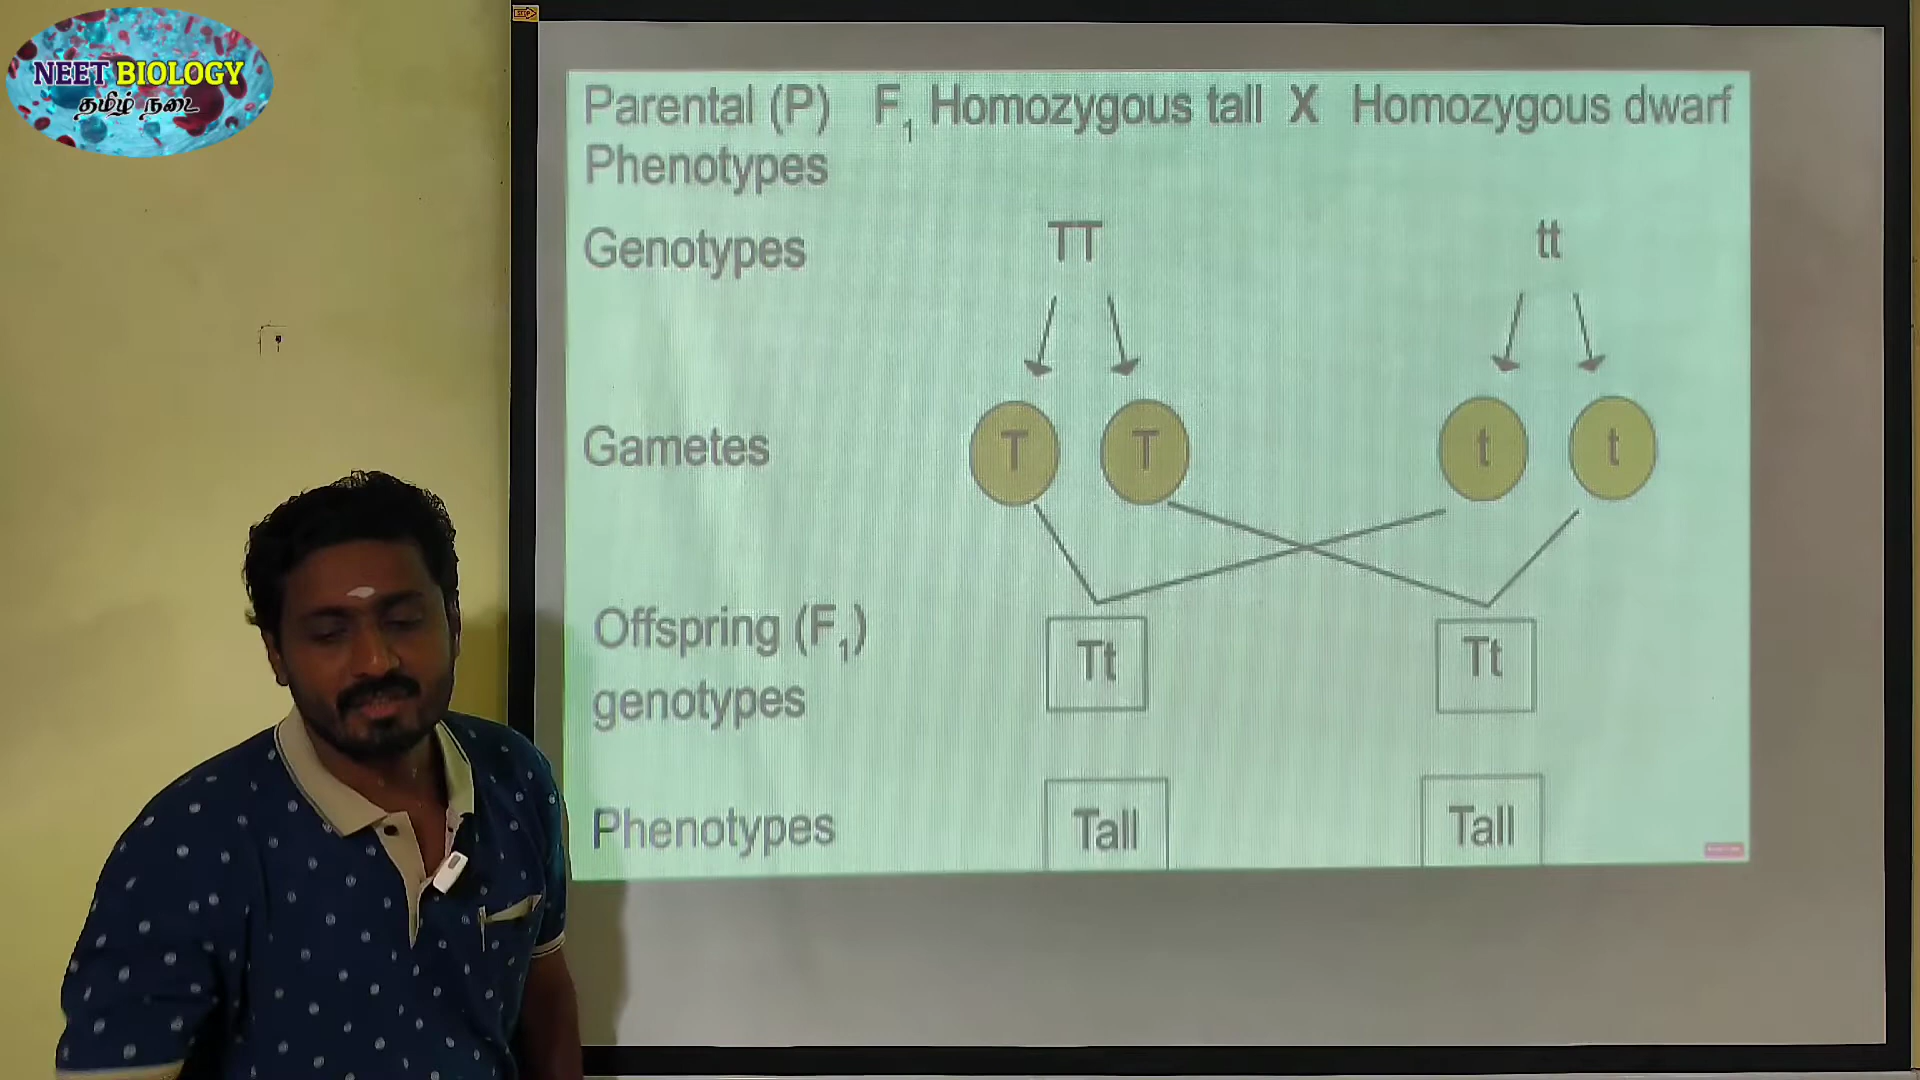 NEET BIOLOGY
தமிழ் நடை
Parental (P) F1 Homozygous tall X Homozygous dwarf
Phenotypes
Genotypes TT tt
Gametes T T t t
Offspring (F1) Tt Tt
genotypes
Phenotypes Tall Tall